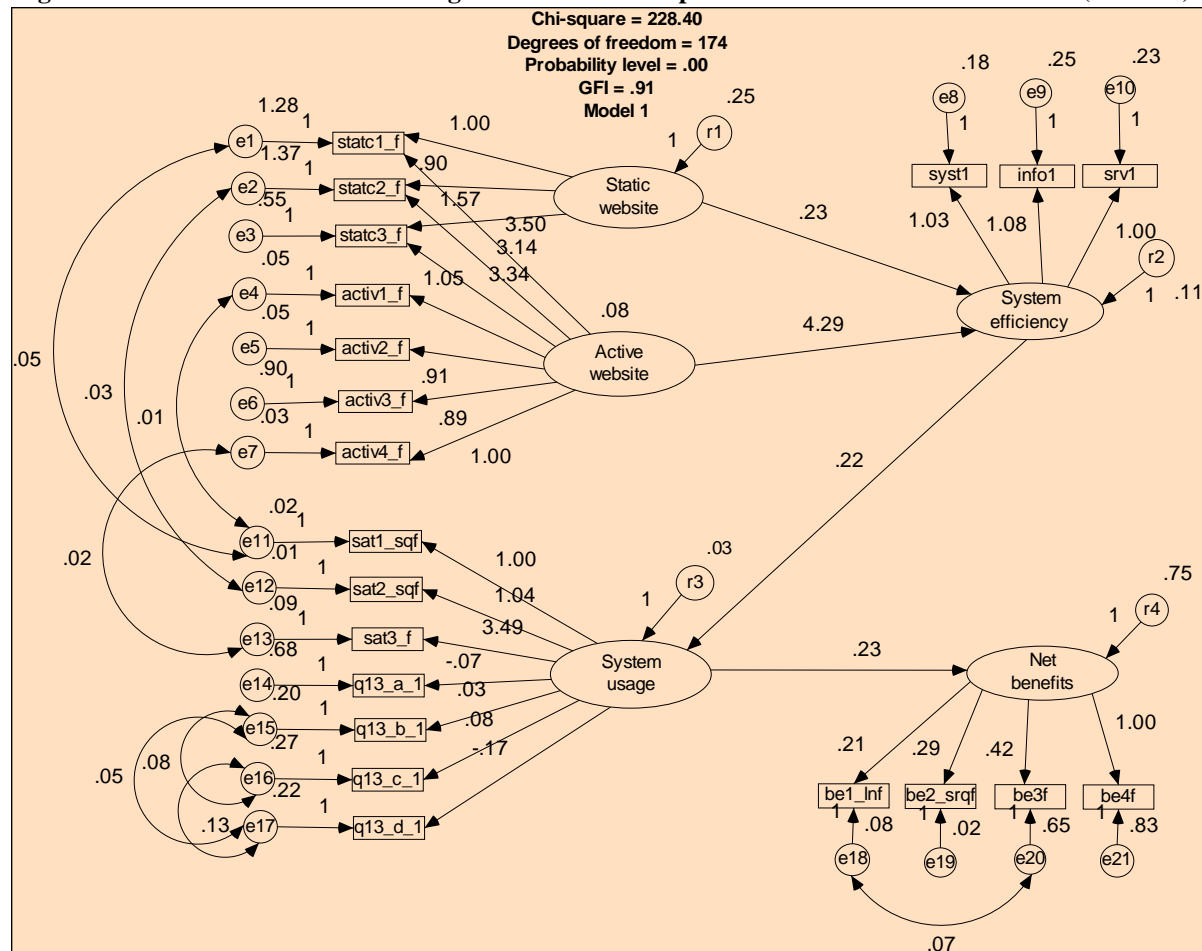 Chi-square = 228.40
Degrees of freedom = 174
Probability level = .00
GFI = .91
Model 1
.18
.25
.23
e8
e9
e10
1
1
1
syst1
info1
srv1
1.03
1.08
1.00
.25
r1
1
1.28
e1
1
statc1_f
1.00
1.37
e2
1
statc2_f
.90
1.57
.55
e3
1
statc3_f
3.50
3.14
3.34
1.05
Static
website
.23
r2
1
.11
System
efficiency
.05
e4
1
activ1_f
.05
e5
1
activ2_f
.90
e6
1
activ3_f
.03
e7
1
activ4_f
.08
Active
website
4.29
.91
.89
1.00
.05
.03
.01
.02
.22
.02
e11
1
sat1_sqf
1.00
.01
e12
1
sat2_sqf
1.04
.09
e13
1
sat3_f
3.49
.68
e14
1
q13_a_1
-.07
.20
e15
1
q13_b_1
.03
.27
e16
1
q13_c_1
.08
.22
e17
1
q13_d_1
-.17
.05
.08
.13
.03
r3
1
System
usage
.23
.75
r4
1
Net
benefits
.21
.29
.42
1.00
be1_lnf
be2_srqf
be3f
be4f
1
.08
1
.02
1
.65
1
.83
e18
e19
e20
e21
.07